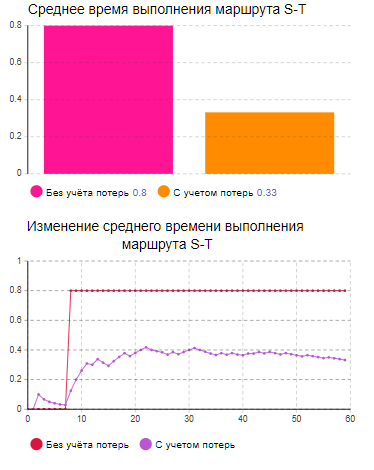 Среднее время выполнения маршрута S-T
0.8
0.6
0.4
0.2
0
Без учёта потерь 0.8 С учетом потерь 0.33
Изменение среднего времени выполнения
маршрута S-T
1
0.8
0.6
0.4
0.2
0
0 10 20 30 40 50 60
Без учёта потерь С учетом потерь